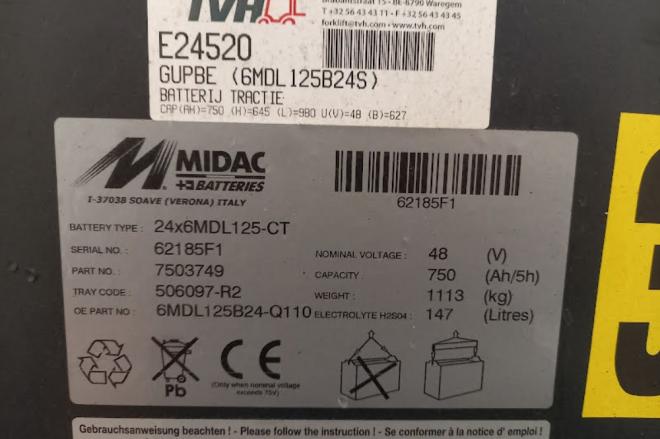 TVH
Brabantstraat 15 - BE-8790 Waregem
T +32 56 43 43 11 - F +32 56 43 43 45
forklift@tvh.com - www.tvh.com
E24520
GUPBE (6MDL125B24S)
BATTERIJ TRACTIE
CAP(AH)=750 (H)=645 (L)=980 U(V)=48 (B)=627
MIDAC
BATTERIES
I-37038 SOAVE (VERONA) ITALY
62185F1
BATTERY TYPE : 24x6MDL125-CT
SERIAL NO. : 62185F1
NOMINAL VOLTAGE : 48 (V)
PART NO. : 7503749
CAPACITY : 750 (Ah/5h)
TRAY CODE : 506097-R2
WEIGHT : 1113 (kg)
OE PART NO : 6MDL125B24-Q110
ELECTROLYTE H2S04 : 147 (Litres)
Pb
CE
(Only when nominal voltage
exceeds 75V)
Gebrauchsanweisung beachten ! - Please follow the instruction ! - Se conformer à la notice d' emploi !